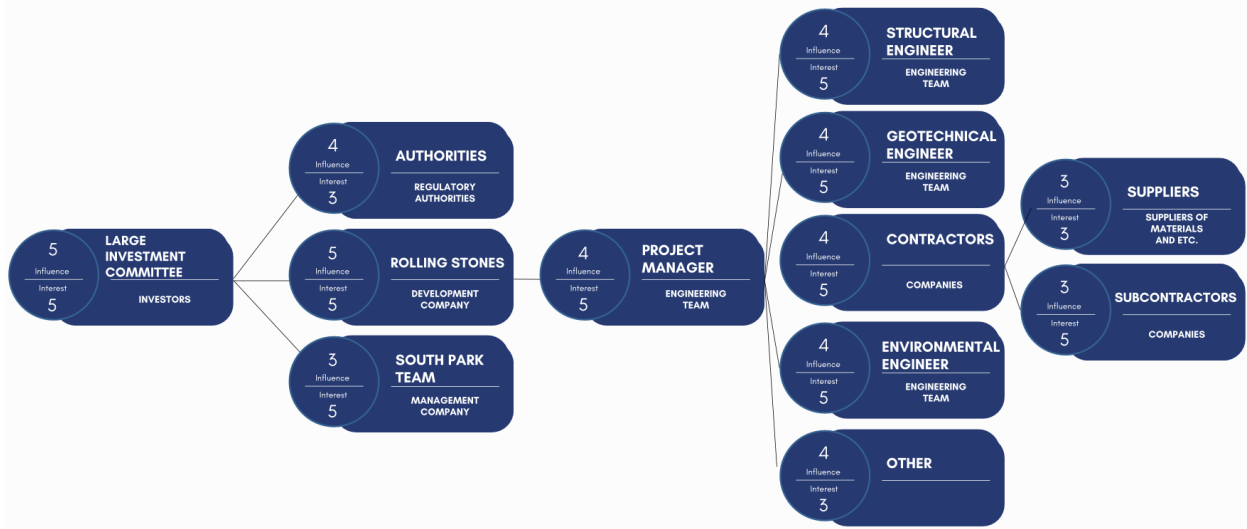 5
Influence
Interest
5
LARGE
INVESTMENT
COMMITTEE
INVESTORS
4
Influence
Interest
3
AUTHORITIES
REGULATORY
AUTHORITIES
5
Influence
Interest
5
ROLLING STONES
DEVELOPMENT
COMPANY
3
Influence
Interest
5
SOUTH PARK
TEAM
MANAGEMENT
COMPANY
4
Influence
Interest
5
PROJECT
MANAGER
ENGINEERING
TEAM
4
Influence
Interest
5
STRUCTURAL
ENGINEER
ENGINEERING
TEAM
4
Influence
Interest
5
GEOTECHNICAL
ENGINEER
ENGINEERING
TEAM
4
Influence
Interest
5
CONTRACTORS
COMPANIES
4
Influence
Interest
5
ENVIRONMENTAL
ENGINEER
ENGINEERING
TEAM
4
Influence
Interest
3
OTHER
3
Influence
Interest
3
SUPPLIERS
SUPPLIERS OF
MATERIALS
AND ETC.
3
Influence
Interest
5
SUBCONTRACTORS
COMPANIES